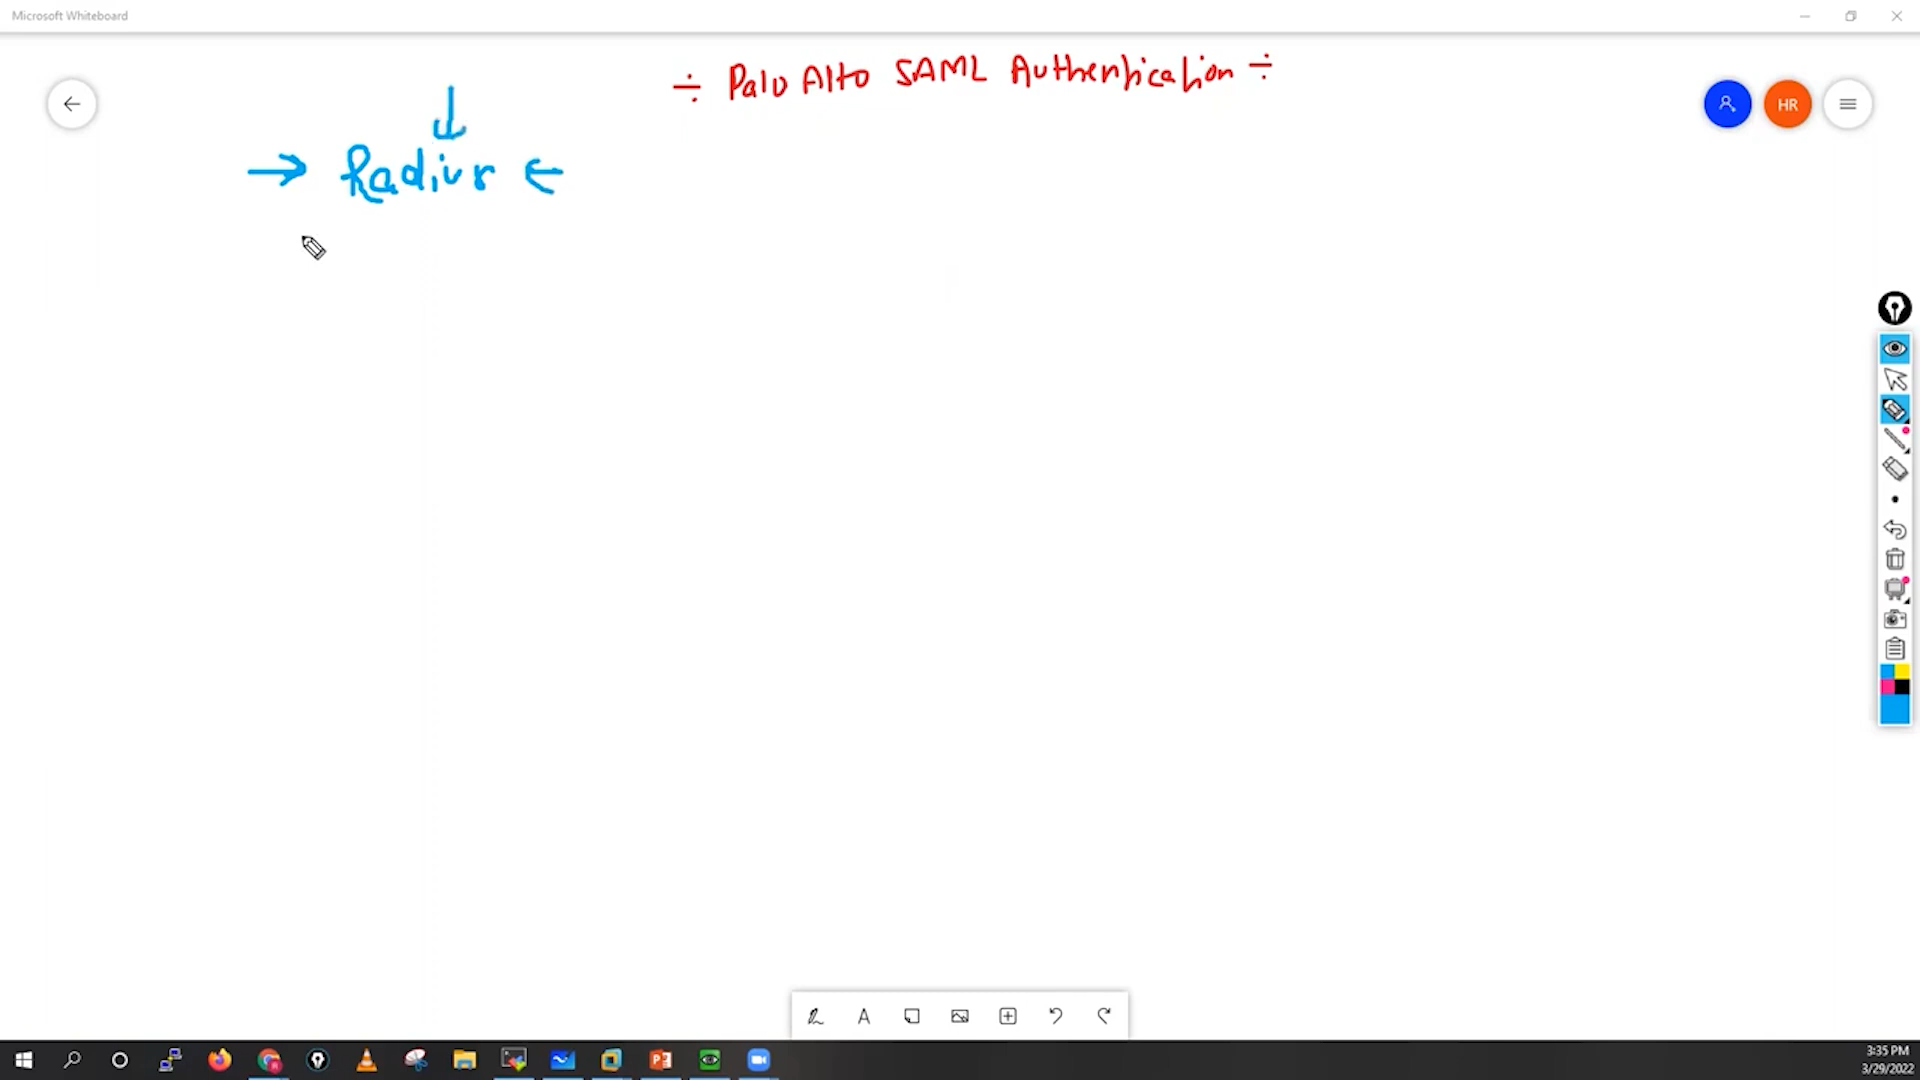 Microsoft Whiteboard
÷ Palo Alto SAML Authentication ÷
HR
→ Radius ←
A
3:35 PM
3/29/2022